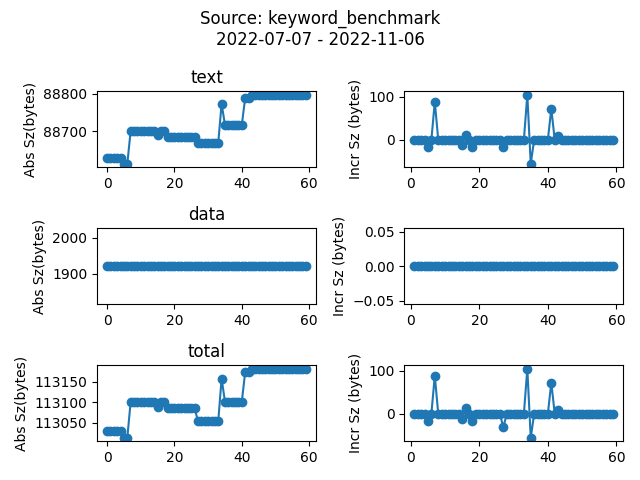 Source: keyword_benchmark
2022-07-07 - 2022-11-06
text
Abs Sz(bytes)
88800
88700
0 20 40 60
Incr Sz (bytes)
100
0
0 20 40 60
data
Abs Sz(bytes)
2000
1900
0 20 40 60
Incr Sz (bytes)
0.05
0.00
−0.05
0 20 40 60
total
Abs Sz(bytes)
113150
113100
113050
0 20 40 60
Incr Sz (bytes)
100
0
0 20 40 60